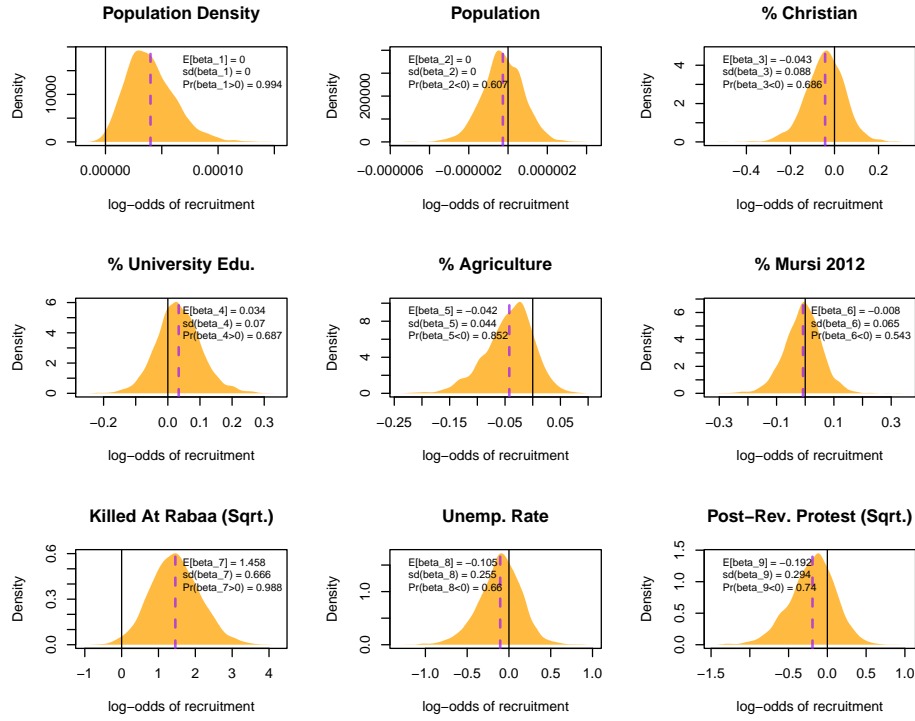 Population Density
E[beta_1] = 0
sd(beta_1) = 0
Pr(beta_1>0) = 0.994
Density
0 10000
0.00000 0.00010
log−odds of recruitment
Population
E[beta_2] = 0
sd(beta_2) = 0
Pr(beta_2<0) = 0.607
Density
0 200000
−0.000006 −0.000002 0.000002
log−odds of recruitment
% Christian
E[beta_3] = −0.043
sd(beta_3) = 0.088
Pr(beta_3<0) = 0.686
Density
0 2 4
−0.4 −0.2 0.0 0.2
log−odds of recruitment
% University Edu.
E[beta_4] = 0.034
sd(beta_4) = 0.07
Pr(beta_4>0) = 0.687
Density
0 2 4 6
−0.2 0.0 0.1 0.2 0.3
log−odds of recruitment
% Agriculture
E[beta_5] = −0.042
sd(beta_5) = 0.044
Pr(beta_5<0) = 0.852
Density
0 4 8
−0.25 −0.15 −0.05 0.05
log−odds of recruitment
% Mursi 2012
E[beta_6] = −0.008
sd(beta_6) = 0.065
Pr(beta_6<0) = 0.543
Density
0 1 2 3 4 5 6 7
−0.3 −0.1 0.1 0.3
log−odds of recruitment
Killed At Rabaa (Sqrt.)
E[beta_7] = 1.458
sd(beta_7) = 0.666
Pr(beta_7>0) = 0.988
Density
0.0 0.3 0.6
−1 0 1 2 3 4
log−odds of recruitment
Unemp. Rate
E[beta_8] = −0.105
sd(beta_8) = 0.255
Pr(beta_8<0) = 0.66
Density
0.0 1.0
−1.0 −0.5 0.0 0.5 1.0
log−odds of recruitment
Post−Rev. Protest (Sqrt.)
E[beta_9] = −0.192
sd(beta_9) = 0.294
Pr(beta_9<0) = 0.74
Density
0.0 0.5 1.0 1.5
−1.5 −0.5 0.0 0.5 1.0
log−odds of recruitment